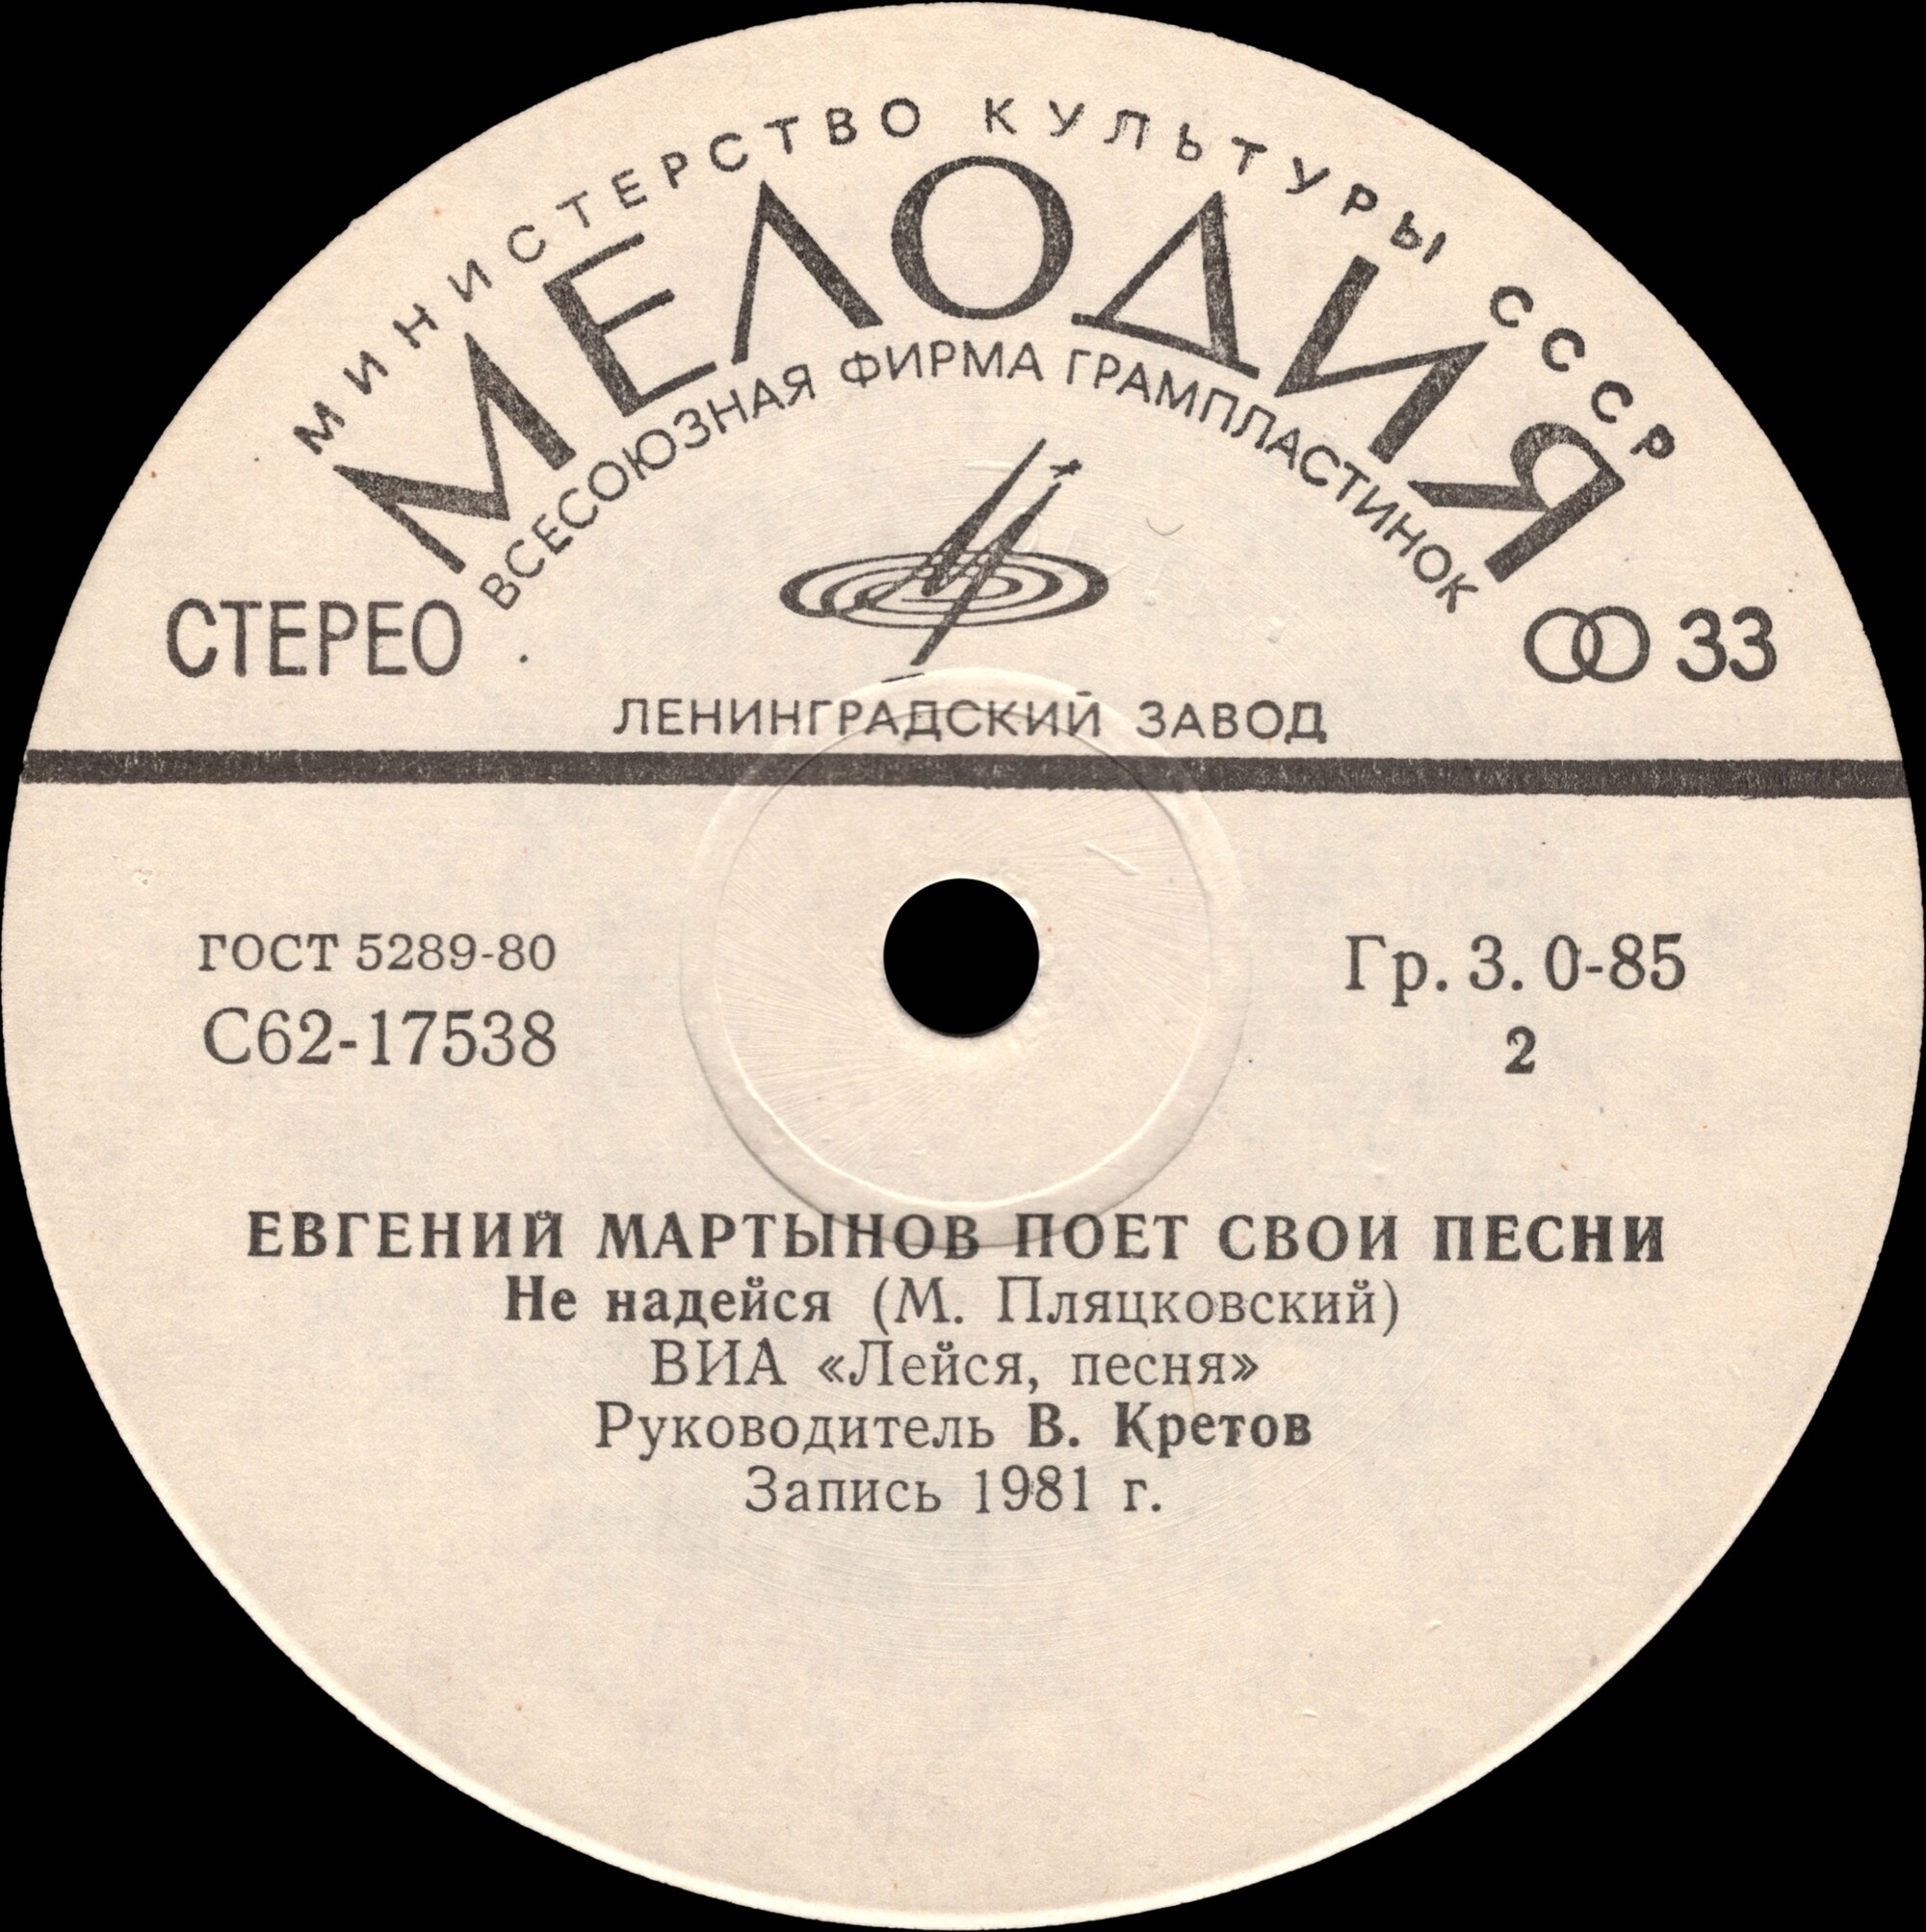 МИНИСТЕРСТВО КУЛЬТУРЫ СССР
МЕЛОДИЯ
ВСЕСОЮЗНАЯ ФИРМА ГРАМПЛАСТИНОК
СТЕРЕО
33
ЛЕНИНГРАДСКИЙ ЗАВОД
ГОСТ 5289-80
С62-17538
Гр. 3. 0-85
2
ЕВГЕНИЙ МАРТЫНОВ ПОЕТ СВОИ ПЕСНИ
Не надейся (М. Пляцковский)
ВИА «Лейся, песня»
Руководитель В. Кретов
Запись 1981 г.